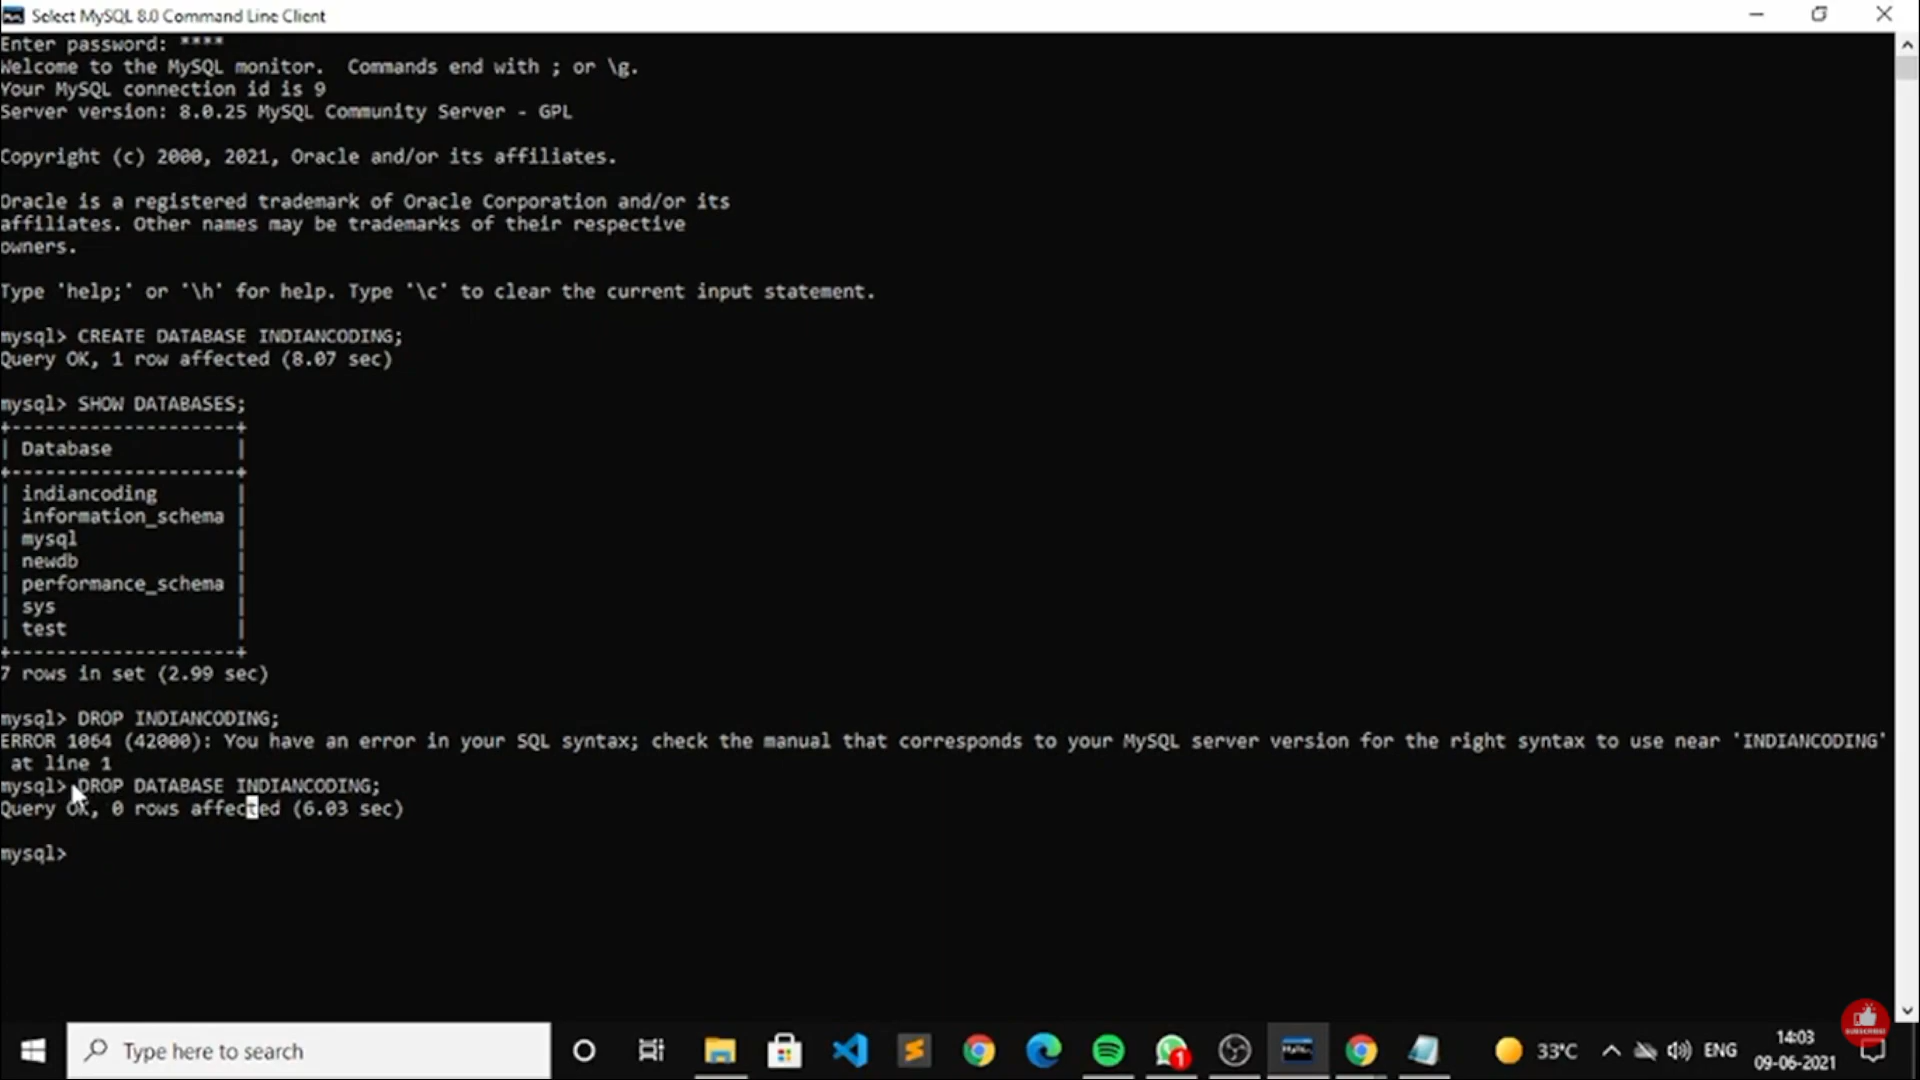 Select MySQL 8.0 Command Line Client
Enter password: ****
Welcome to the MySQL monitor.  Commands end with ; or \g.
Your MySQL connection id is 9
Server version: 8.0.25 MySQL Community Server - GPL
Copyright (c) 2000, 2021, Oracle and/or its affiliates.
Oracle is a registered trademark of Oracle Corporation and/or its
affiliates. Other names may be trademarks of their respective
owners.
Type 'help;' or '\h' for help. Type '\c' to clear the current input statement.
mysql> CREATE DATABASE INDIANCODING;
Query OK, 1 row affected (8.07 sec)
mysql> SHOW DATABASES;
+--------------------+
| Database           |
+--------------------+
| indiancoding       |
| information_schema |
| mysql              |
| newdb              |
| performance_schema |
| sys                |
| test               |
+--------------------+
7 rows in set (2.99 sec)
mysql> DROP INDIANCODING;
ERROR 1064 (42000): You have an error in your SQL syntax; check the manual that corresponds to your MySQL server version for the right syntax to use near 'INDIANCODING'
at line 1
mysql> DROP DATABASE INDIANCODING;
Query OK, 0 rows affected (6.03 sec)
mysql>
SUBSCRIBE
Type here to search
1
33°C
ENG
14:03
09-06-2021